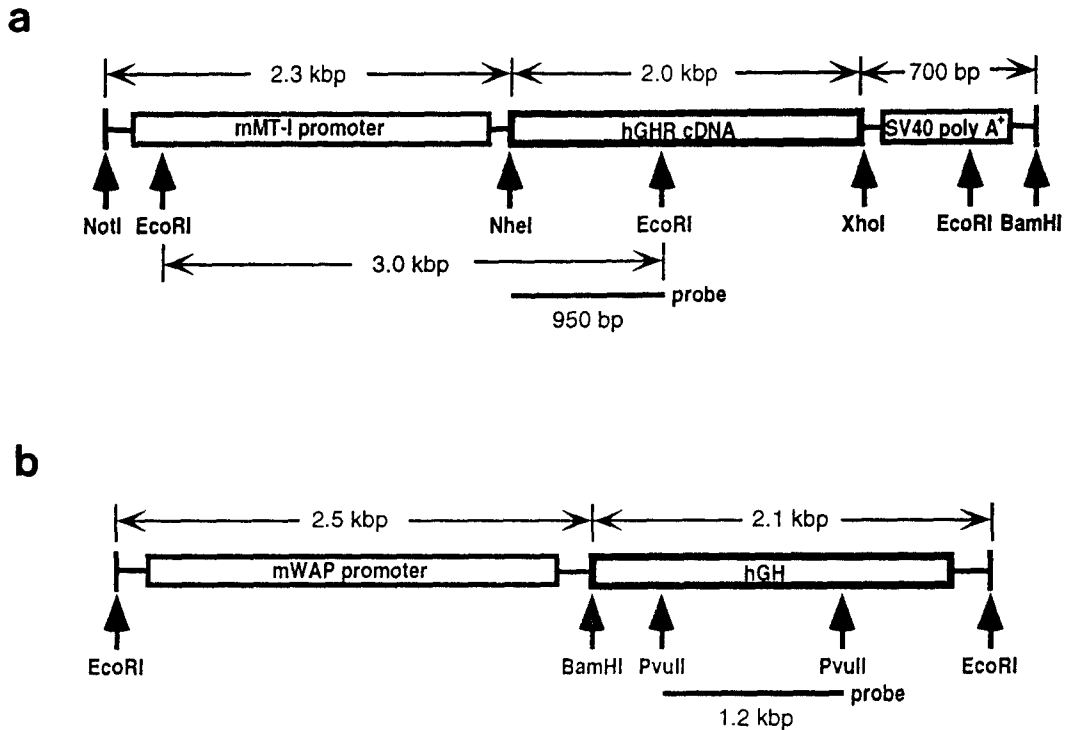 a
2.3 kbp 2.0 kbp 700 bp
mMT-I promoter hGHR cDNA SV40 poly A+
NotI EcoRI NheI EcoRI XhoI EcoRI BamHI
3.0 kbp
probe
950 bp
b
2.5 kbp 2.1 kbp
mWAP promoter hGH
EcoRI BamHI PvuII PvuII EcoRI
probe
1.2 kbp